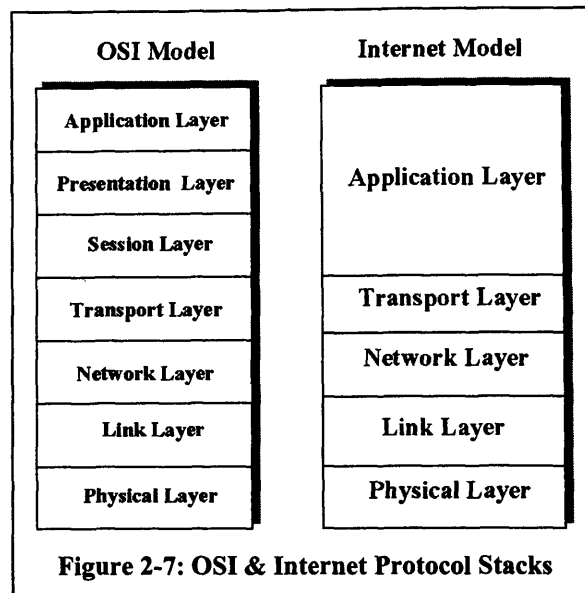 OSI Model
Application Layer
Presentation Layer
Session Layer
Transport Layer
Network Layer
Link Layer
Physical Layer
Internet Model
Application Layer
Transport Layer
Network Layer
Link Layer
Physical Layer
Figure 2-7: OSI & Internet Protocol Stacks